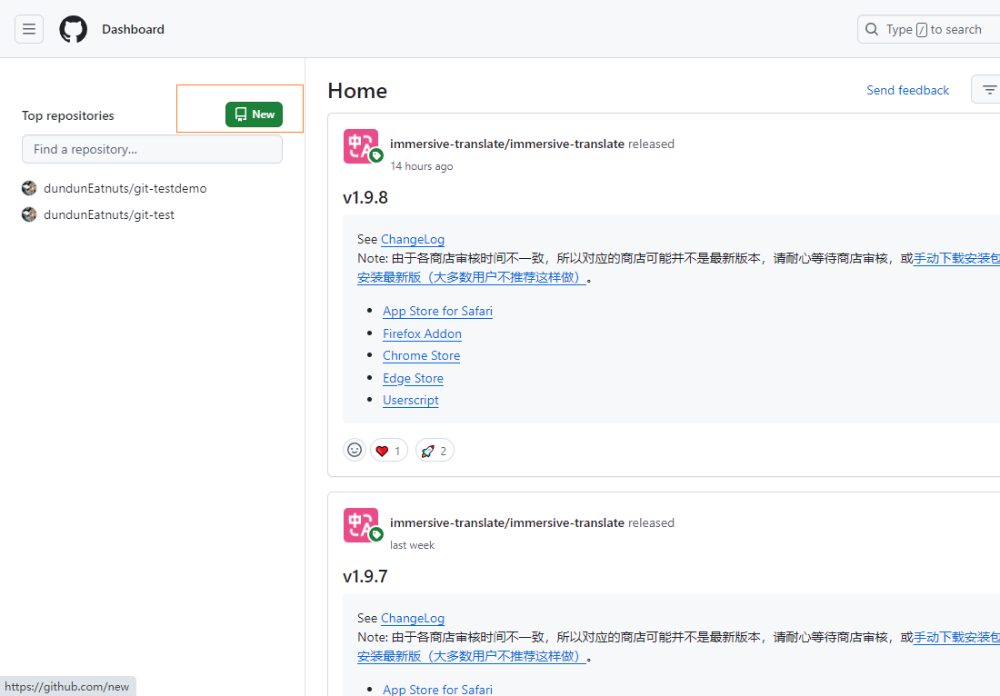 Dashboard
Type / to search
Top repositories
New
Find a repository...
dundunEatnuts/git-testdemo
dundunEatnuts/git-test
Home
Send feedback
immersive-translate/immersive-translate released
14 hours ago
v1.9.8
See ChangeLog
Note: 由于各商店审核时间不一致，所以对应的商店可能并不是最新版本，请耐心等待商店审核，或手动下载安装包
安装最新版（大多数用户不推荐这样做）。
App Store for Safari
Firefox Addon
Chrome Store
Edge Store
Userscript
1
2
immersive-translate/immersive-translate released
last week
v1.9.7
See ChangeLog
Note: 由于各商店审核时间不一致，所以对应的商店可能并不是最新版本，请耐心等待商店审核，或手动下载安装包
安装最新版（大多数用户不推荐这样做）。
App Store for Safari
https://github.com/new